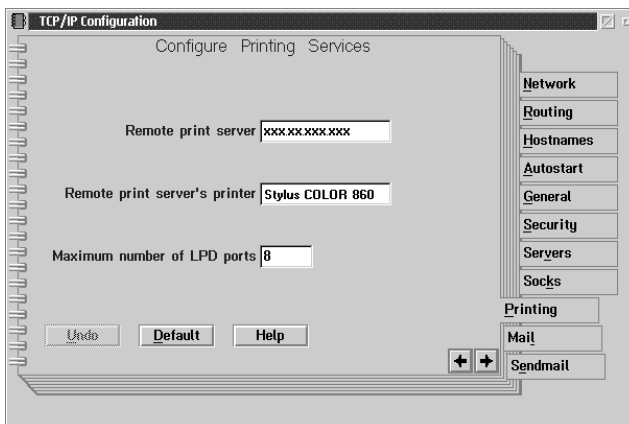 TCP/IP Configuration
Configure Printing Services
Remote print server xxx.xx.xxx.xxx
Remote print server's printer Stylus COLOR 860
Maximum number of LPD ports 8
Undo Default Help
Network
Routing
Hostnames
Autostart
General
Security
Servers
Socks
Printing
Mail
Sendmail